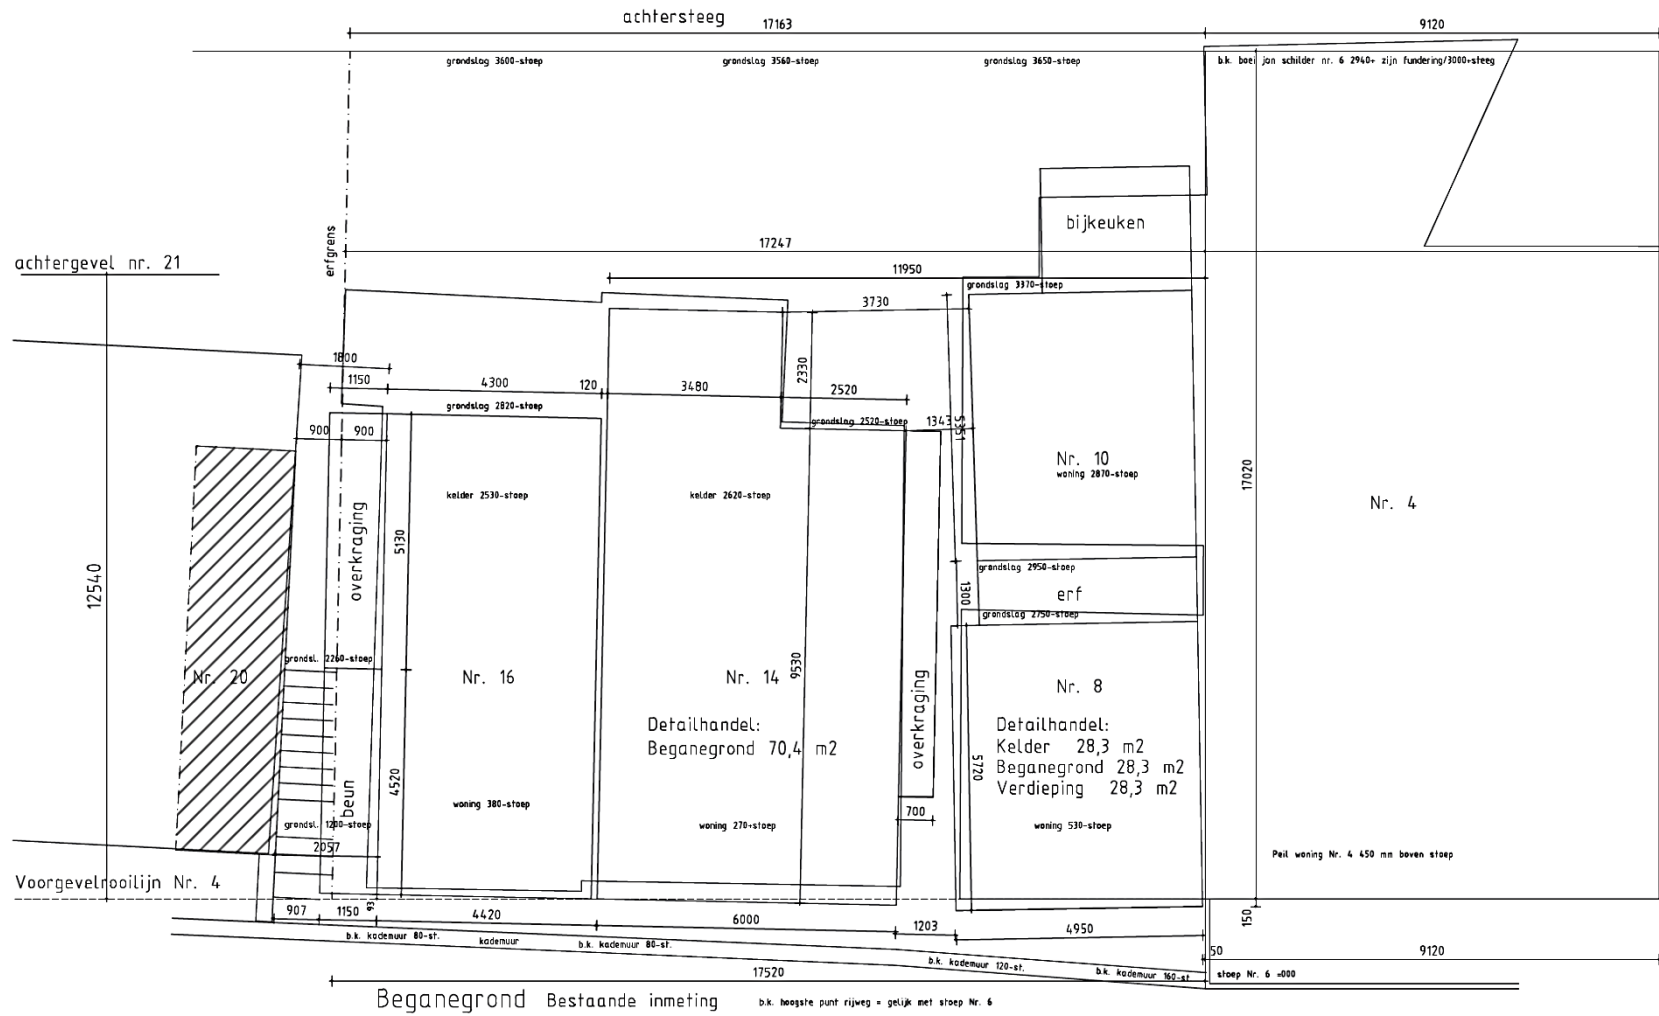 achtersteeg
17163
9120
grondslag 3600-stoep
grondslag 3560-stoep
grondslag 3650-stoep
b.k. boei jan schilder nr. 6 2940+ zijn fundering/3000+steeg
bijkeuken
erfgrens
17247
achtergevel nr. 21
11950
grondslag 3370-stoep
3730
1800
1150
4300
120
3480
2330
2520
grondslag 2820-stoep
grondslag 2520-stoep
1343
5351
900
900
Nr. 10
woning 2870-stoep
17020
Nr. 4
kelder 2530-stoep
kelder 2620-stoep
overkraging
5130
12540
grondslag 2950-stoep
erf
1300
grondslag 2750-stoep
grondsl. 2260-stoep
Nr. 20
Nr. 16
Nr. 14
9530
overkraging
Nr. 8
Detailhandel:
Beganegrond 70,4 m2
Detailhandel:
Kelder 28,3 m2
Beganegrond 28,3 m2
Verdieping 28,3 m2
5720
4520
beun
woning 380-stoep
woning 270+stoep
700
woning 530-stoep
grondsl. 1200-stoep
2057
Peil woning Nr. 4 450 mm boven stoep
Voorgevelrooilijn Nr. 4
907
1150
93
4420
6000
1203
4950
150
50
9120
b.k. kademuur 80-st.
kademuur
b.k. kademuur 80-st.
b.k. kademuur 120-st.
b.k. kademuur 160-st
stoep Nr. 6 =000
17520
Beganegrond Bestaande inmeting
b.k. hoogste punt rijweg = gelijk met stoep Nr. 6